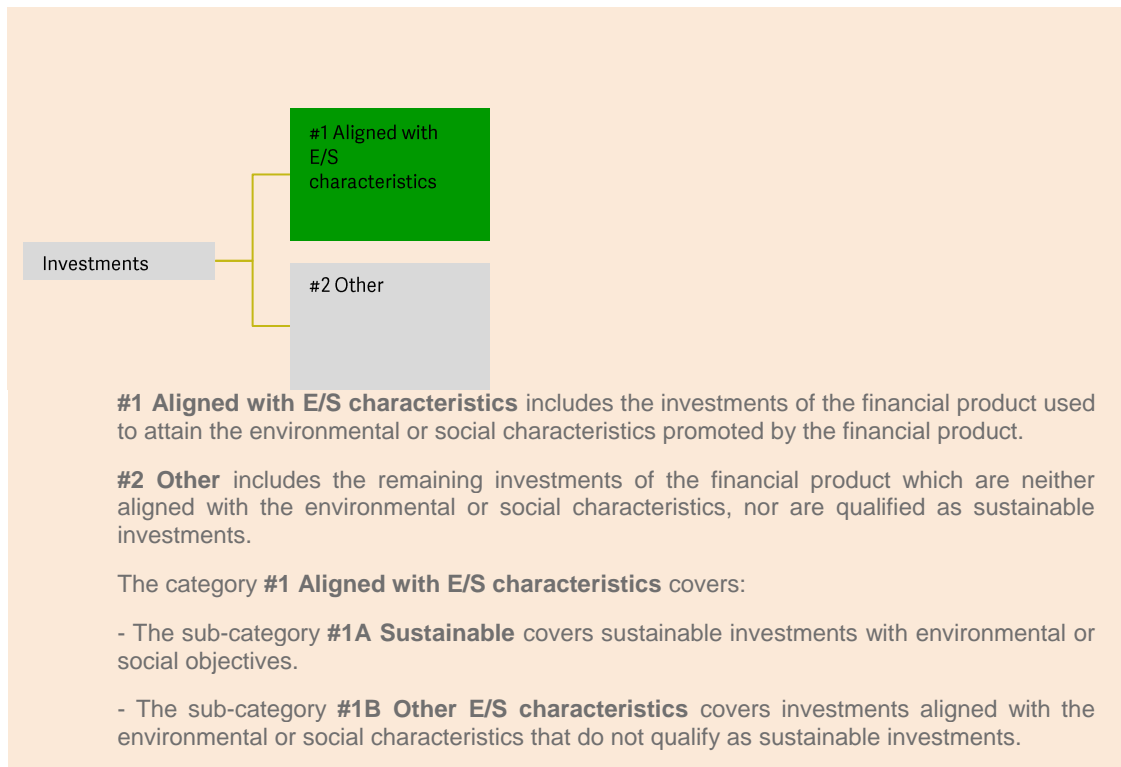 #1 Aligned with
E/S
characteristics
Investments
#2 Other
#1 Aligned with E/S characteristics includes the investments of the financial product used
to attain the environmental or social characteristics promoted by the financial product.
#2 Other includes the remaining investments of the financial product which are neither
aligned with the environmental or social characteristics, nor are qualified as sustainable
investments.
The category #1 Aligned with E/S characteristics covers:
- The sub-category #1A Sustainable covers sustainable investments with environmental or
social objectives.
- The sub-category #1B Other E/S characteristics covers investments aligned with the
environmental or social characteristics that do not qualify as sustainable investments.